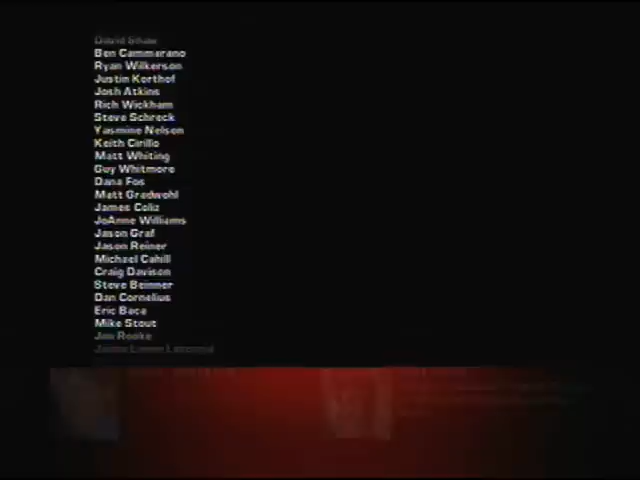 David Shaw
Ben Cammarano
Ryan Wilkerson
Justin Korthof
Josh Atkins
Rich Wickham
Steve Schreck
Yasmine Nelson
Keith Cirillo
Matt Whiting
Guy Whitmore
Dana Fos
Matt Gradwohl
James Coliz
JoAnne Williams
Jason Graf
Jason Reiner
Michael Cahill
Craig Davison
Steve Beinner
Dan Cornelius
Eric Baca
Mike Stout
Jon Rooke